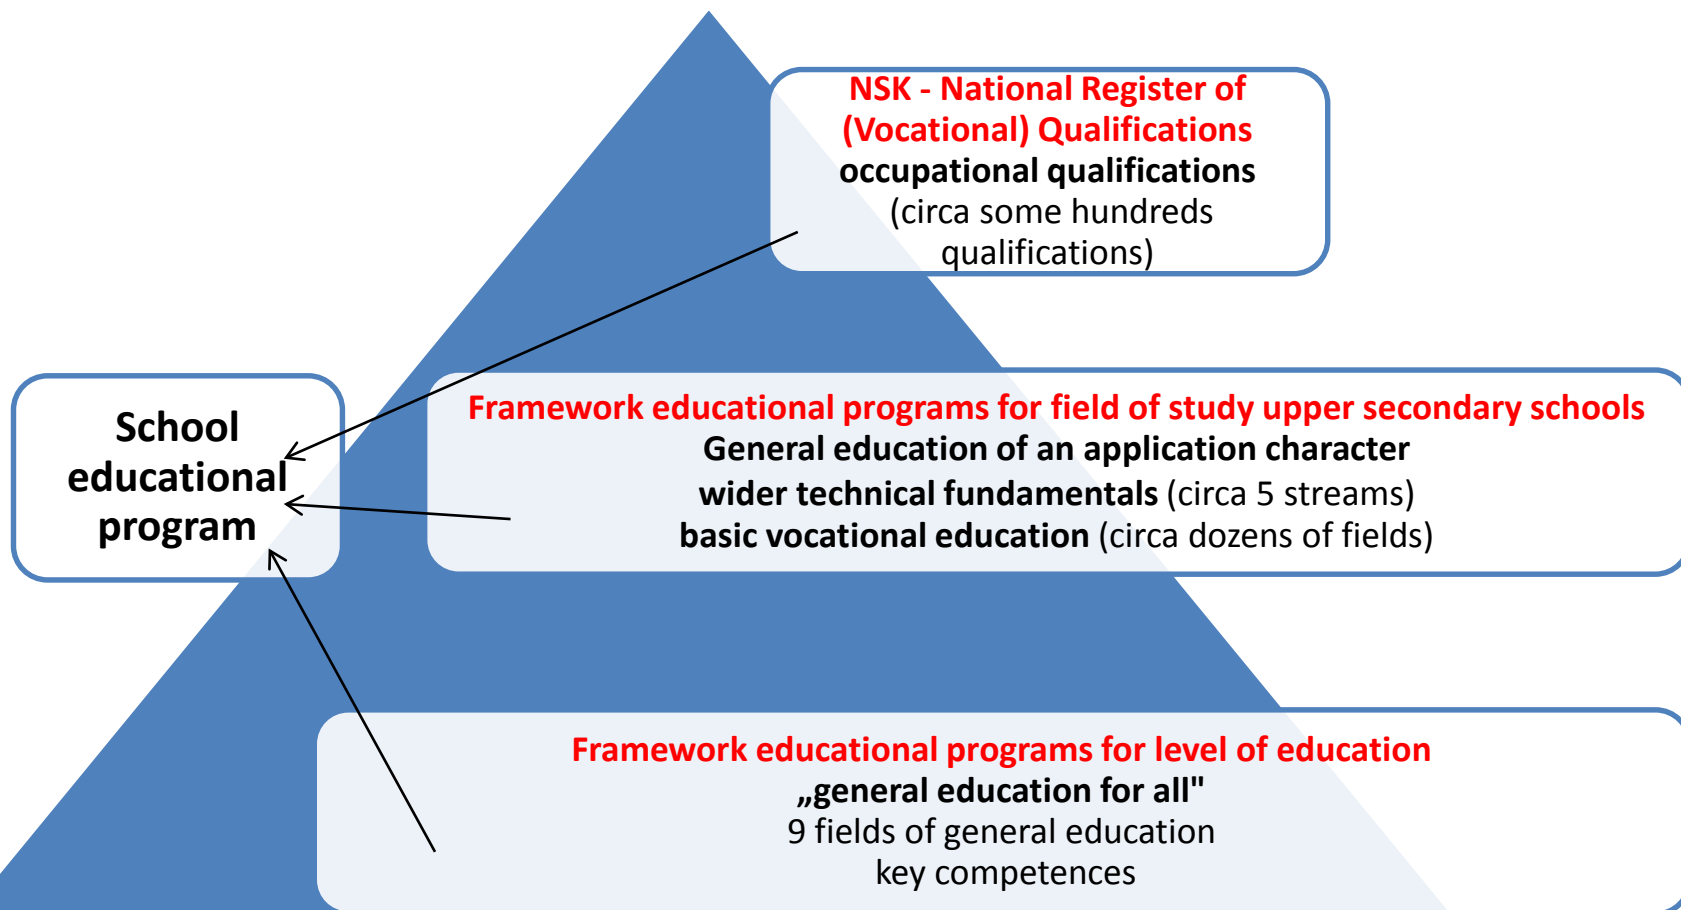 NSK - National Register of
(Vocational) Qualifications
occupational qualifications
(circa some hundreds
qualifications)
School
educational
program
Framework educational programs for field of study upper secondary schools
General education of an application character
wider technical fundamentals (circa 5 streams)
basic vocational education (circa dozens of fields)
Framework educational programs for level of education
„general education for all"
9 fields of general education
key competences